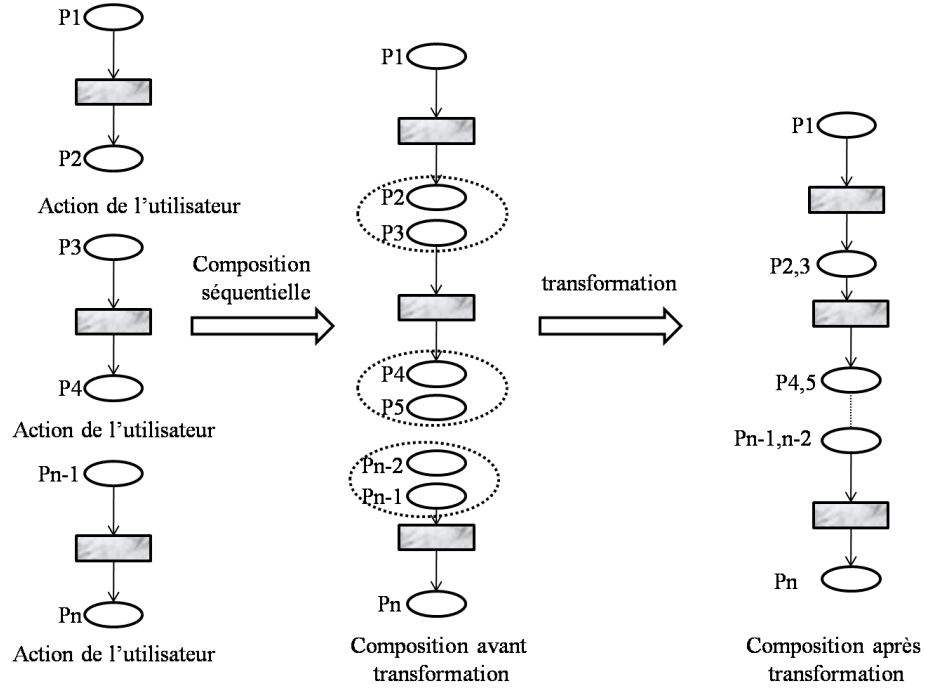 P1
P2
Action de l'utilisateur
P3
P4
Action de l'utilisateur
Pn-1
Pn
Action de l'utilisateur
Composition
séquentielle
P1
P2
P3
P4
P5
Pn-2
Pn-1
Pn
Composition avant
transformation
transformation
P1
P2,3
P4,5
Pn-1,n-2
Pn
Composition après
transformation